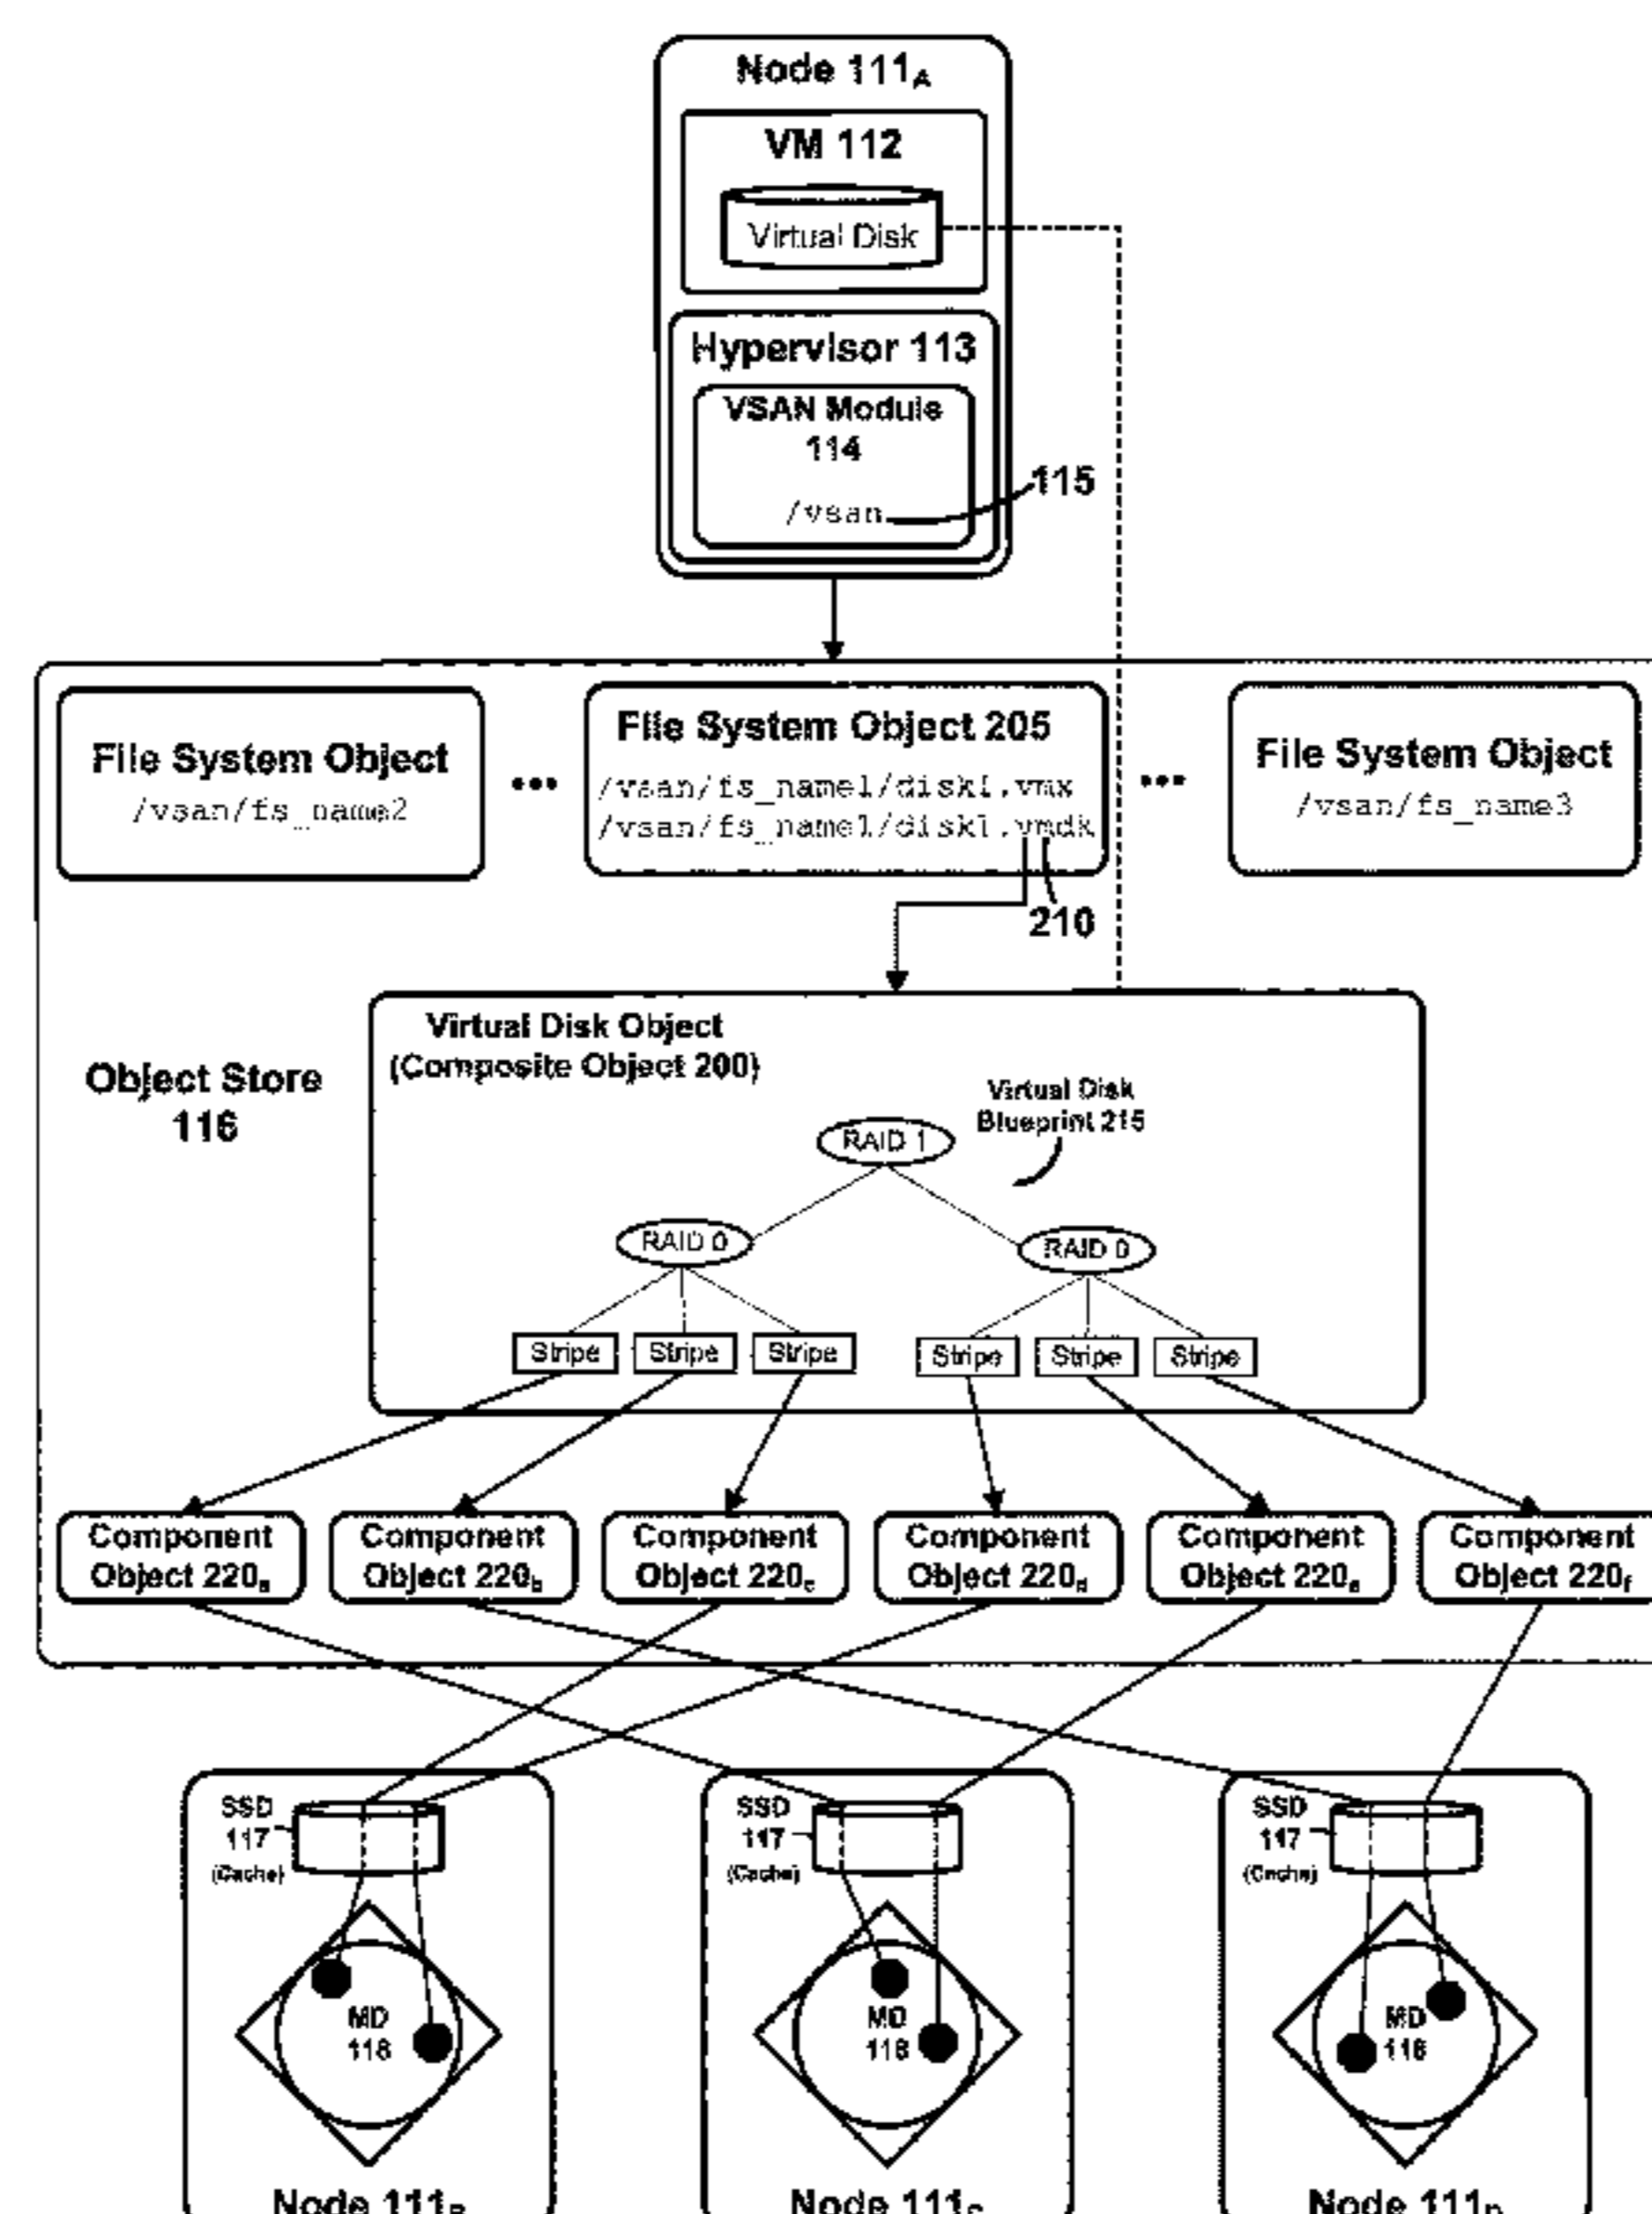 Node 111A
VM 112
Virtual Disk
Hypervisor 113
VSAN Module
114
/vsan
115
File System Object
/vsan/fs_name2
•••
File System Object 205
/vsan/fs_name1/disk1.vmx
/vsan/fs_name1/disk1.vmdk
•••
File System Object
/vsan/fs_name3
210
Object Store
116
Virtual Disk Object
(Composite Object 200)
Virtual Disk
Blueprint 215
RAID 1
RAID 0
RAID 0
Stripe
Stripe
Stripe
Stripe
Stripe
Stripe
Component
Object 220a
Component
Object 220b
Component
Object 220c
Component
Object 220d
Component
Object 220e
Component
Object 220f
SSD
117
(Cache)
MD
118
Node 111B
SSD
117
(Cache)
MD
118
Node 111C
SSD
117
(Cache)
MD
118
Node 111D